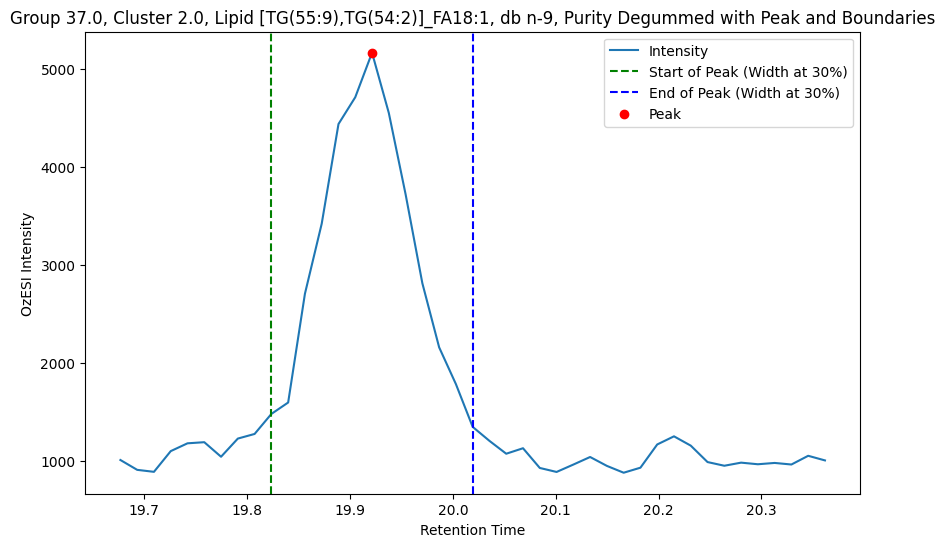 Group 37.0, Cluster 2.0, Lipid [TG(55:9),TG(54:2)]_FA18:1, db n-9, Purity Degummed with Peak and Boundaries
Intensity
Start of Peak (Width at 30%)
End of Peak (Width at 30%)
Peak
OzESI Intensity
5000
4000
3000
2000
1000
19.7 19.8 19.9 20.0 20.1 20.2 20.3
Retention Time